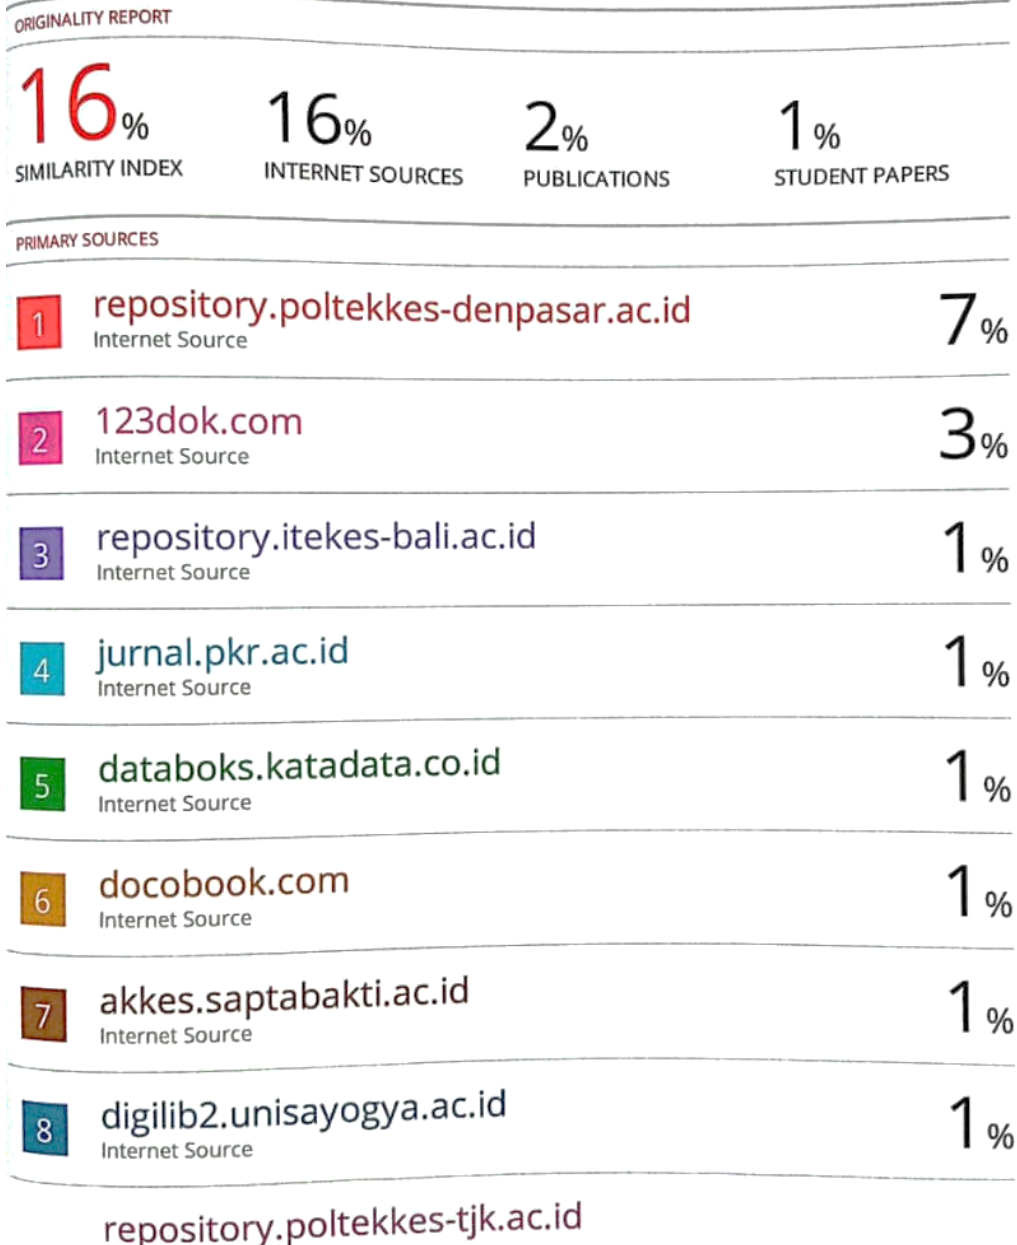 ORIGINALITY REPORT
16% 16% 2% 1%
SIMILARITY INDEX INTERNET SOURCES PUBLICATIONS STUDENT PAPERS
PRIMARY SOURCES
1 repository.poltekkes-denpasar.ac.id 7%
Internet Source
2 123dok.com 3%
Internet Source
3 repository.itekes-bali.ac.id 1%
Internet Source
4 jurnal.pkr.ac.id 1%
Internet Source
5 databoks.katadata.co.id 1%
Internet Source
6 docobook.com 1%
Internet Source
7 akkes.saptabakti.ac.id 1%
Internet Source
8 digilib2.unisayogya.ac.id 1%
Internet Source
repository.poltekkes-tjk.ac.id